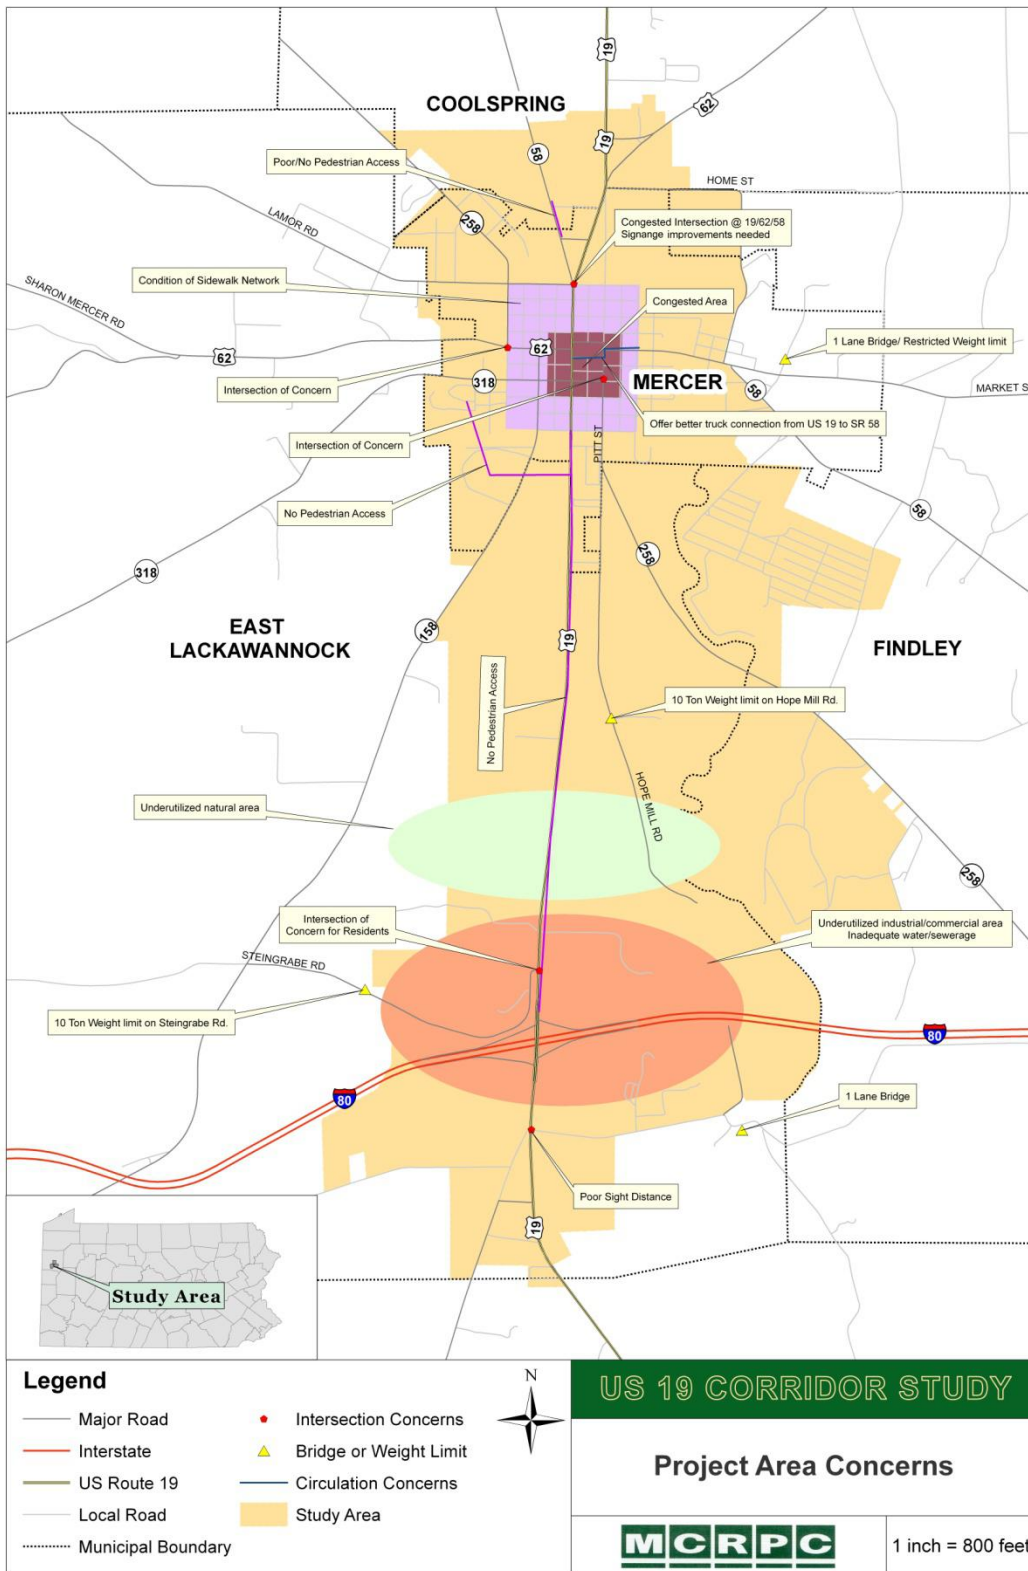 19
COOLSPRING
62
19
58
Poor/No Pedestrian Access
HOME ST
LAMOR RD
258
Congested Intersection @ 19/62/58
Signange improvements needed
Condition of Sidewalk Network
Congested Area
SHARON MERCER RD
62
62
1 Lane Bridge/ Restricted Weight limit
Intersection of Concern
318
MERCER
58
MARKET S
Offer better truck connection from US 19 to SR 58
Intersection of Concern
PITT ST
No Pedestrian Access
58
258
318
EAST
LACKAWANNOCK
158
19
FINDLEY
No Pedestrian Access
10 Ton Weight limit on Hope Mill Rd.
Underutilized natural area
HOPE MILL RD
258
Intersection of
Concern for Residents
Underutilized industrial/commercial area
Inadequate water/sewerage
STEINGRABE RD
10 Ton Weight limit on Steingrabe Rd.
80
80
1 Lane Bridge
Poor Sight Distance
19
Study Area
Legend
Major Road
Interstate
US Route 19
Local Road
Municipal Boundary
Intersection Concerns
Bridge or Weight Limit
Circulation Concerns
Study Area
N
US 19 CORRIDOR STUDY
Project Area Concerns
MCRPC
1 inch = 800 feet